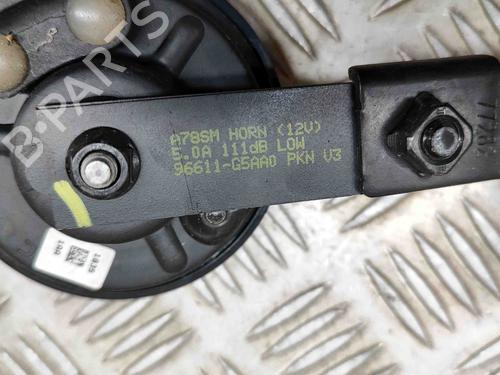 B-PARTS
A78SM HORN (12V)
5.0A 111dB LOW
96611-G5AA0 PKN V3